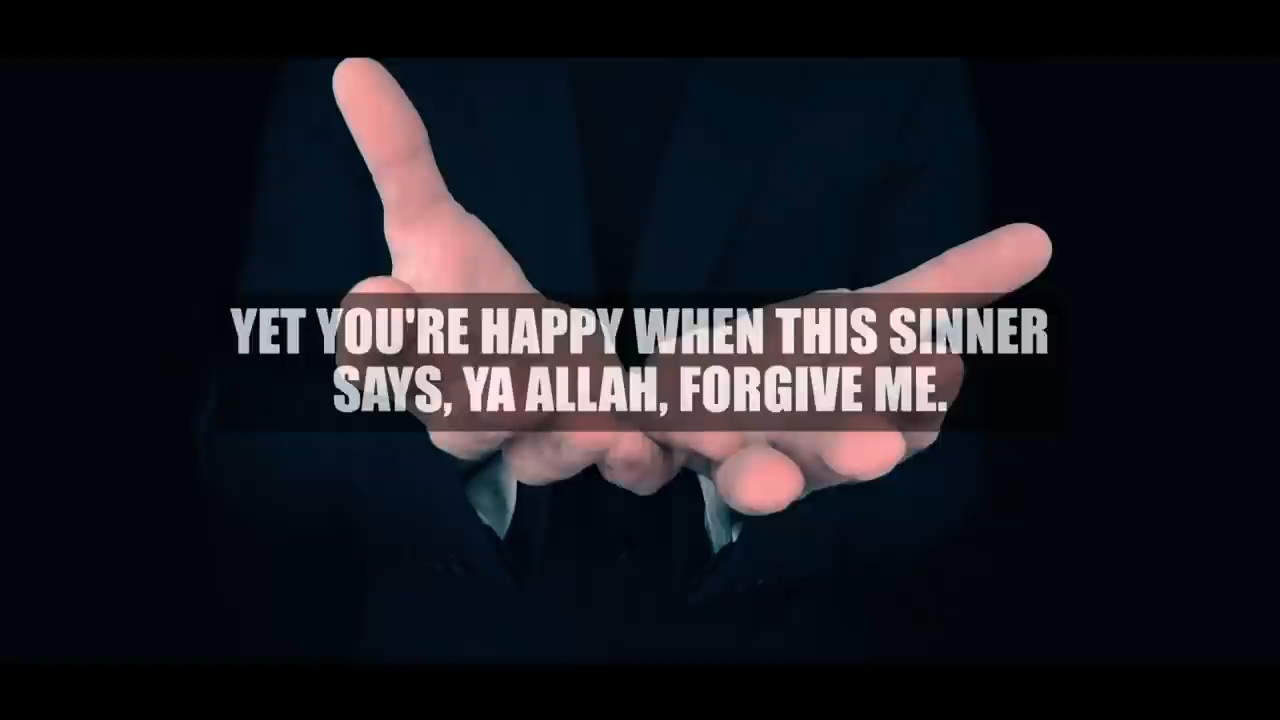 YET YOU'RE HAPPY WHEN THIS SINNER
SAYS, YA ALLAH, FORGIVE ME.